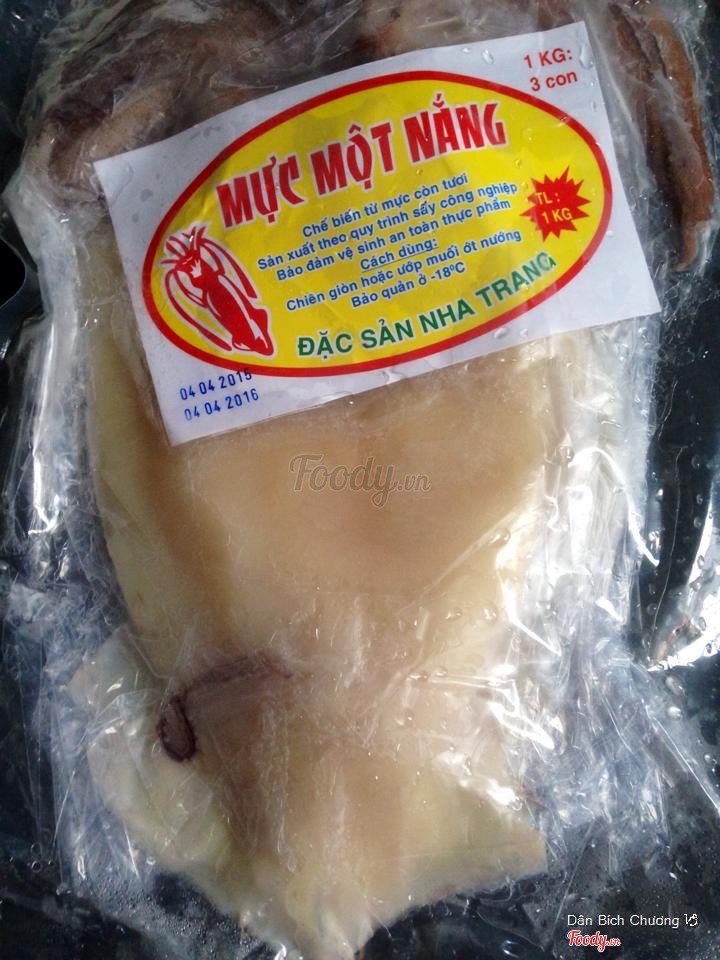 1 KG:
3 con
MỰC MỘT NẮNG
Chế biến từ mực còn tươi
Sản xuất theo quy trình sấy công nghiệp
Bảo đảm vệ sinh an toàn thực phẩm
Cách dùng:
Chiên giòn hoặc ướp muối ớt nướng
Bảo quản ở -18ºC
TL :
1 KG
ĐẶC SẢN NHA TRANG
04 04 2015
04 04 2016
Foody.vn
Dân Bích Chương
Foody.vn